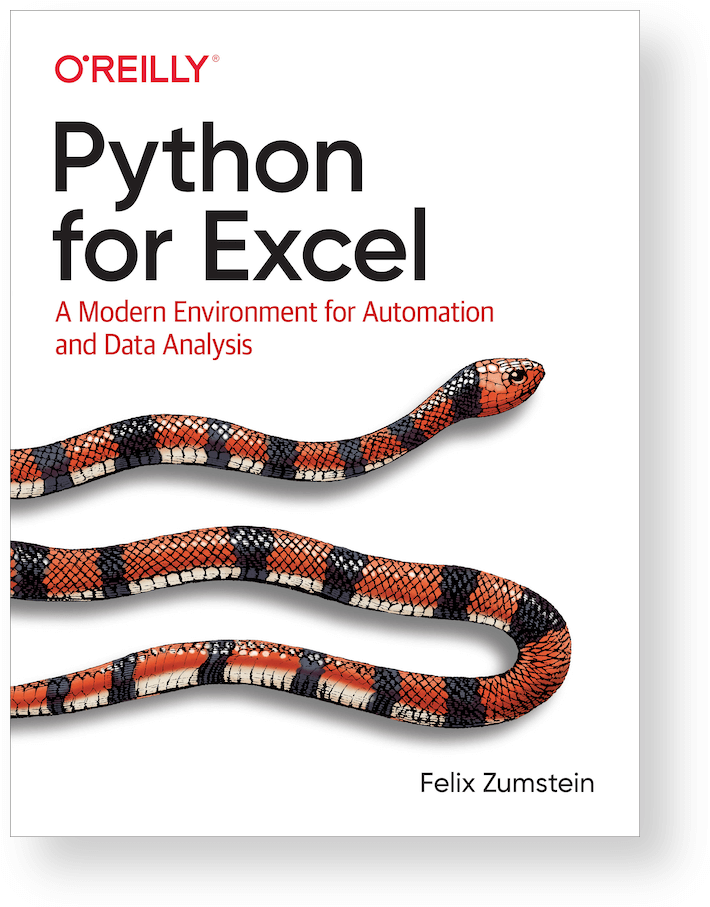 O'REILLY®
Python
for Excel
A Modern Environment for Automation
and Data Analysis
Felix Zumstein